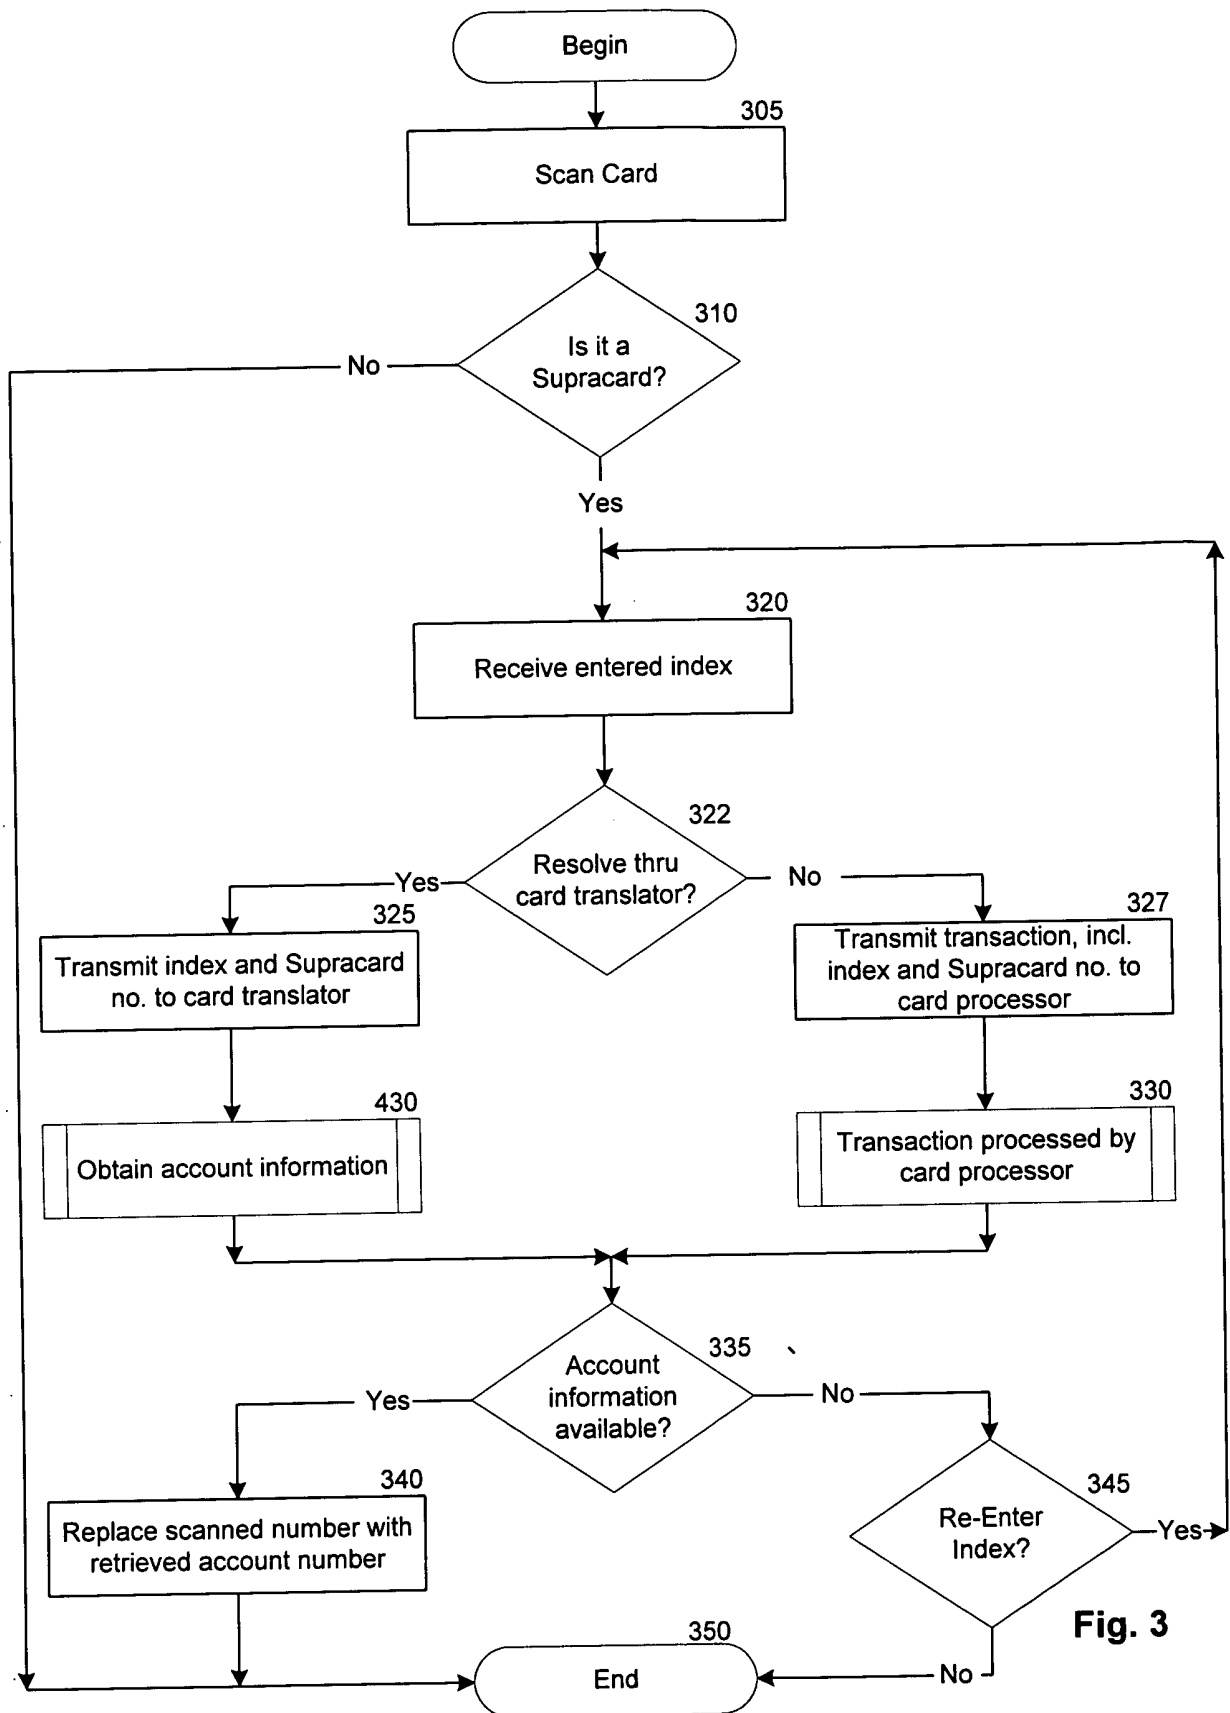 Begin
305
Scan Card
310
Is it a
Supracard?
No
Yes
320
Receive entered index
322
Resolve thru
card translator?
Yes
No
325
Transmit index and Supracard
no. to card translator
327
Transmit transaction, incl.
index and Supracard no. to
card processor
430
Obtain account information
330
Transaction processed by
card processor
335
Account
information
available?
Yes
No
340
Replace scanned number with
retrieved account number
345
Re-Enter
Index?
Yes
Fig. 3
350
End
No